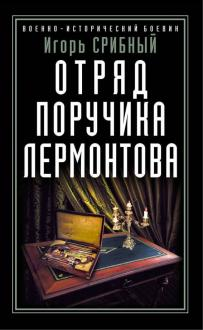 ВОЕННО-ИСТОРИЧЕСКИЙ БОЕВИК
Игорь СРИБНЫЙ
ОТРЯД
ПОРУЧИКА
ЛЕРМОНТОВА